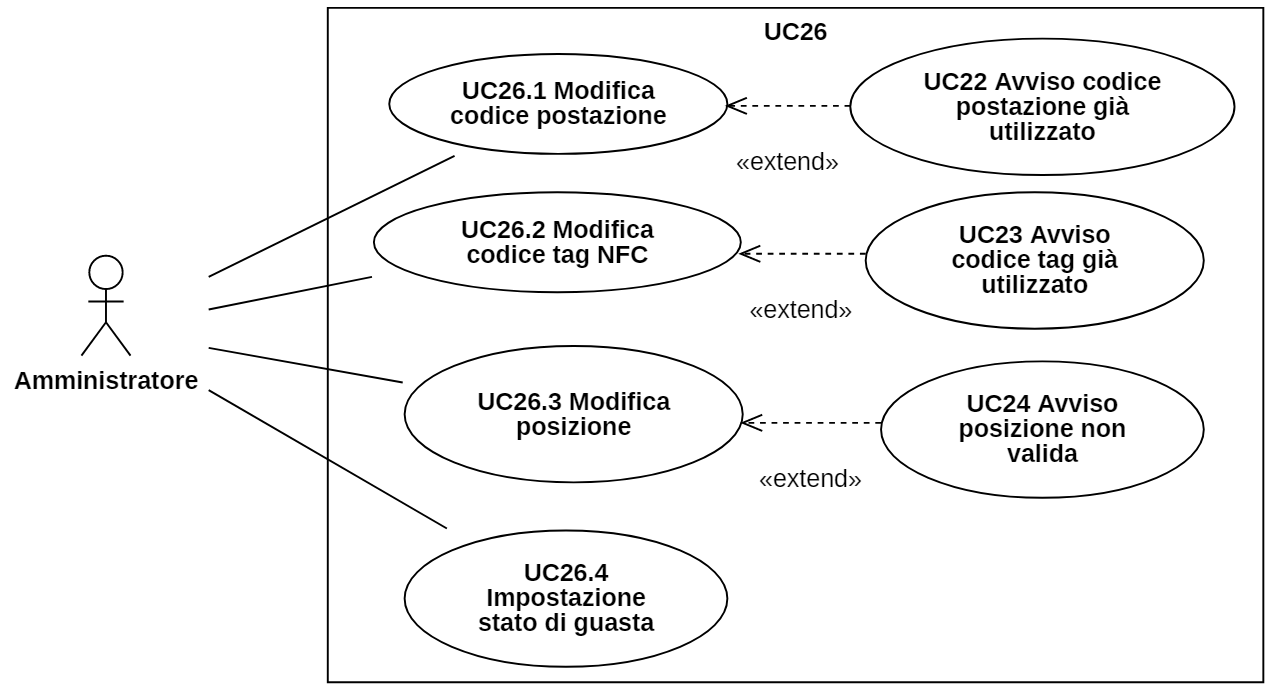 UC26
UC26.1 Modifica
codice postazione
UC22 Avviso codice
postazione già
utilizzato
«extend»
UC26.2 Modifica
codice tag NFC
UC23 Avviso
codice tag già
utilizzato
«extend»
Amministratore
UC26.3 Modifica
posizione
UC24 Avviso
posizione non
valida
«extend»
UC26.4
Impostazione
stato di guasta